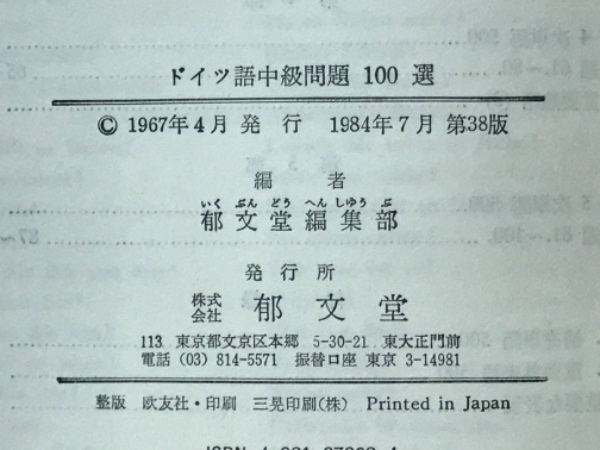 ドイツ語中級問題 100 選
© 1967年4月 発行 1984年7月 第38版
編者
いくぶんどうへんしゅうぶ
郁文堂編集部
発行所
株式会社 郁文堂
113 東京都文京区本郷 5-30-21 東大正門前
電話 (03) 814-5571 振替口座 東京 3-14981
整版 欧友社・印刷 三晃印刷(株) Printed in Japan